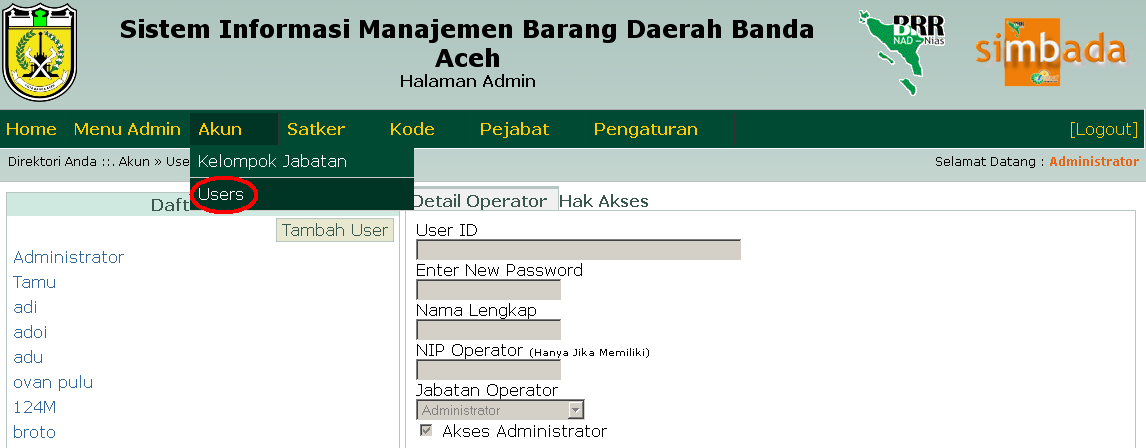 Sistem Informasi Manajemen Barang Daerah Banda
Aceh
Halaman Admin
BRR
NAD - Nias
simbada
Home Menu Admin Akun Satker Kode Pejabat Pengaturan [Logout]
Direktori Anda ::. Akun » Use
Kelompok Jabatan
Users
Selamat Datang : Administrator
Daft
Tambah User
Administrator
Tamu
adi
adoi
adu
ovan pulu
124M
broto
Detail Operator Hak Akses
User ID
Enter New Password
Nama Lengkap
NIP Operator (Hanya Jika Memiliki)
Jabatan Operator
Administrator
Akses Administrator